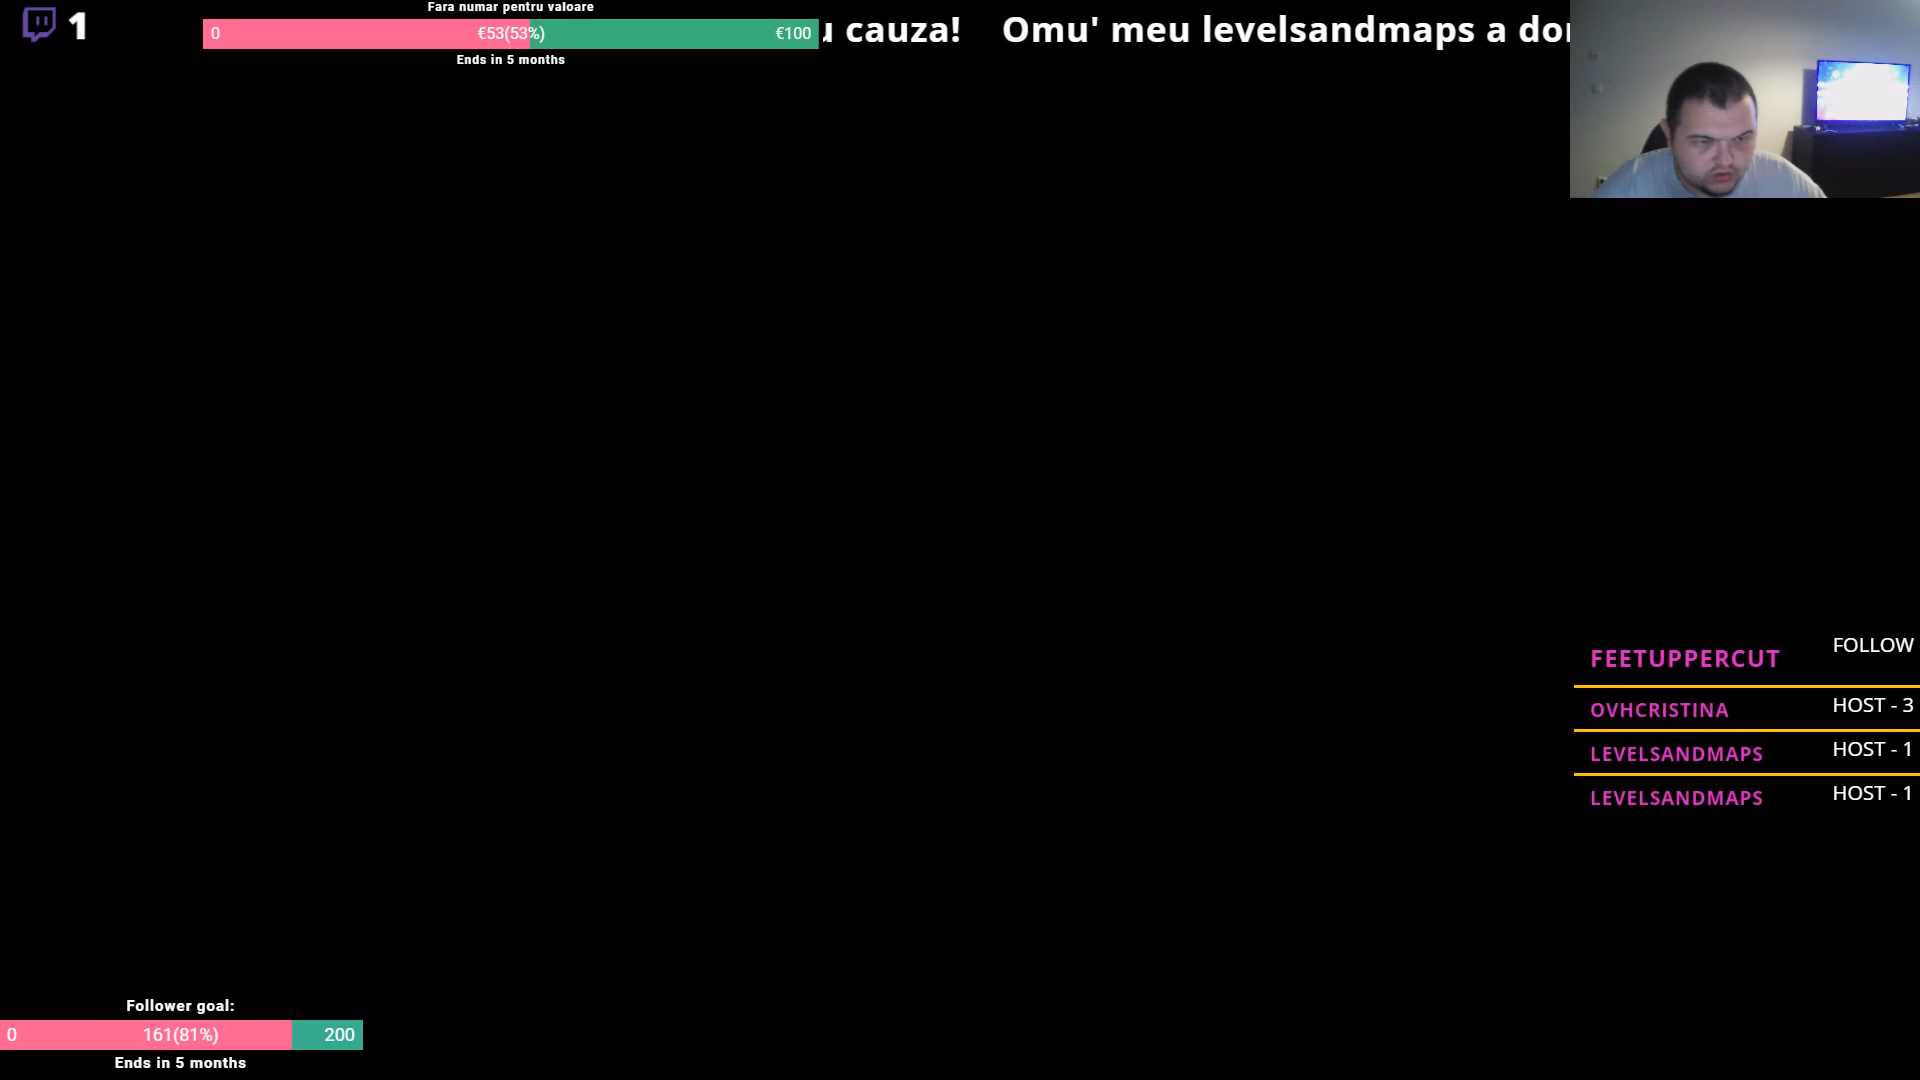 1
Fara numar pentru valoare
0 €53(53%) €100
Ends in 5 months
cauza! Omu' meu levelsandmaps a
FEETUPPERCUT FOLLOW
OVHCRISTINA HOST - 3
LEVELSANDMAPS HOST - 1
LEVELSANDMAPS HOST - 1
Follower goal:
0 161(81%) 200
Ends in 5 months